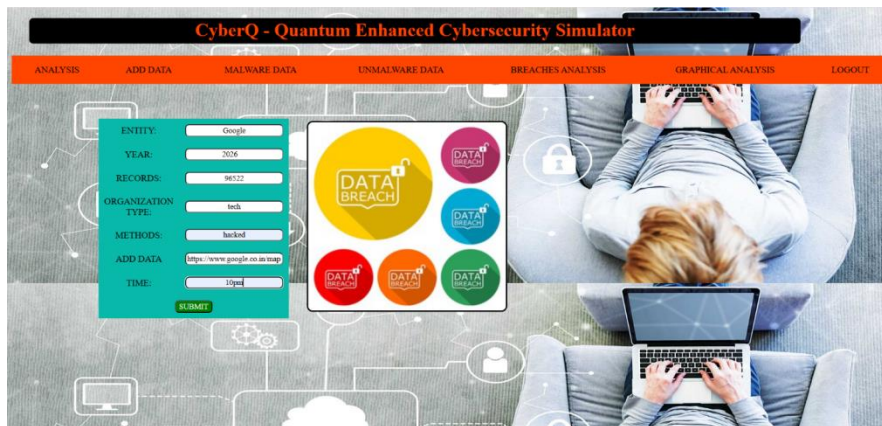 CyberQ - Quantum Enhanced Cybersecurity Simulator
ANALYSIS ADD DATA MALWARE DATA UNMALWARE DATA BREACHES ANALYSIS GRAPHICAL ANALYSIS LOGOUT
ENTITY: Google
YEAR: 2026
RECORDS: 96522
ORGANIZATION
TYPE: tech
METHODS: hacked
ADD DATA https://www.google.co.in/map
TIME: 10pm
SUBMIT
DATA
BREACH
DATA
BREACH
DATA
BREACH
DATA
BREACH
DATA
BREACH
DATA
BREACH